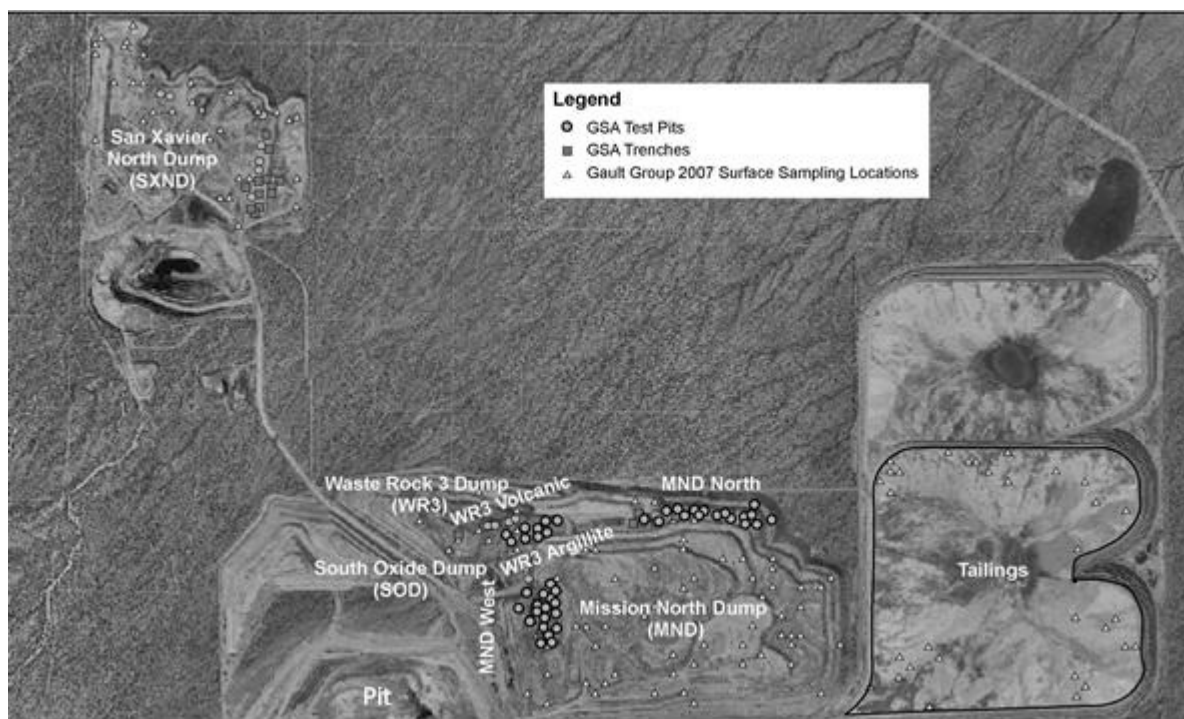 Legend
GSA Test Pits
GSA Trenches
Gault Group 2007 Surface Sampling Locations
San Xavier
North Dump
(SXND)
Waste Rock 3 Dump
(WR3)
WR3 Volcanic
MND North
WR3 Argillite
South Oxide Dump
(SOD)
MND West
Mission North Dump
(MND)
Tailings
Pit